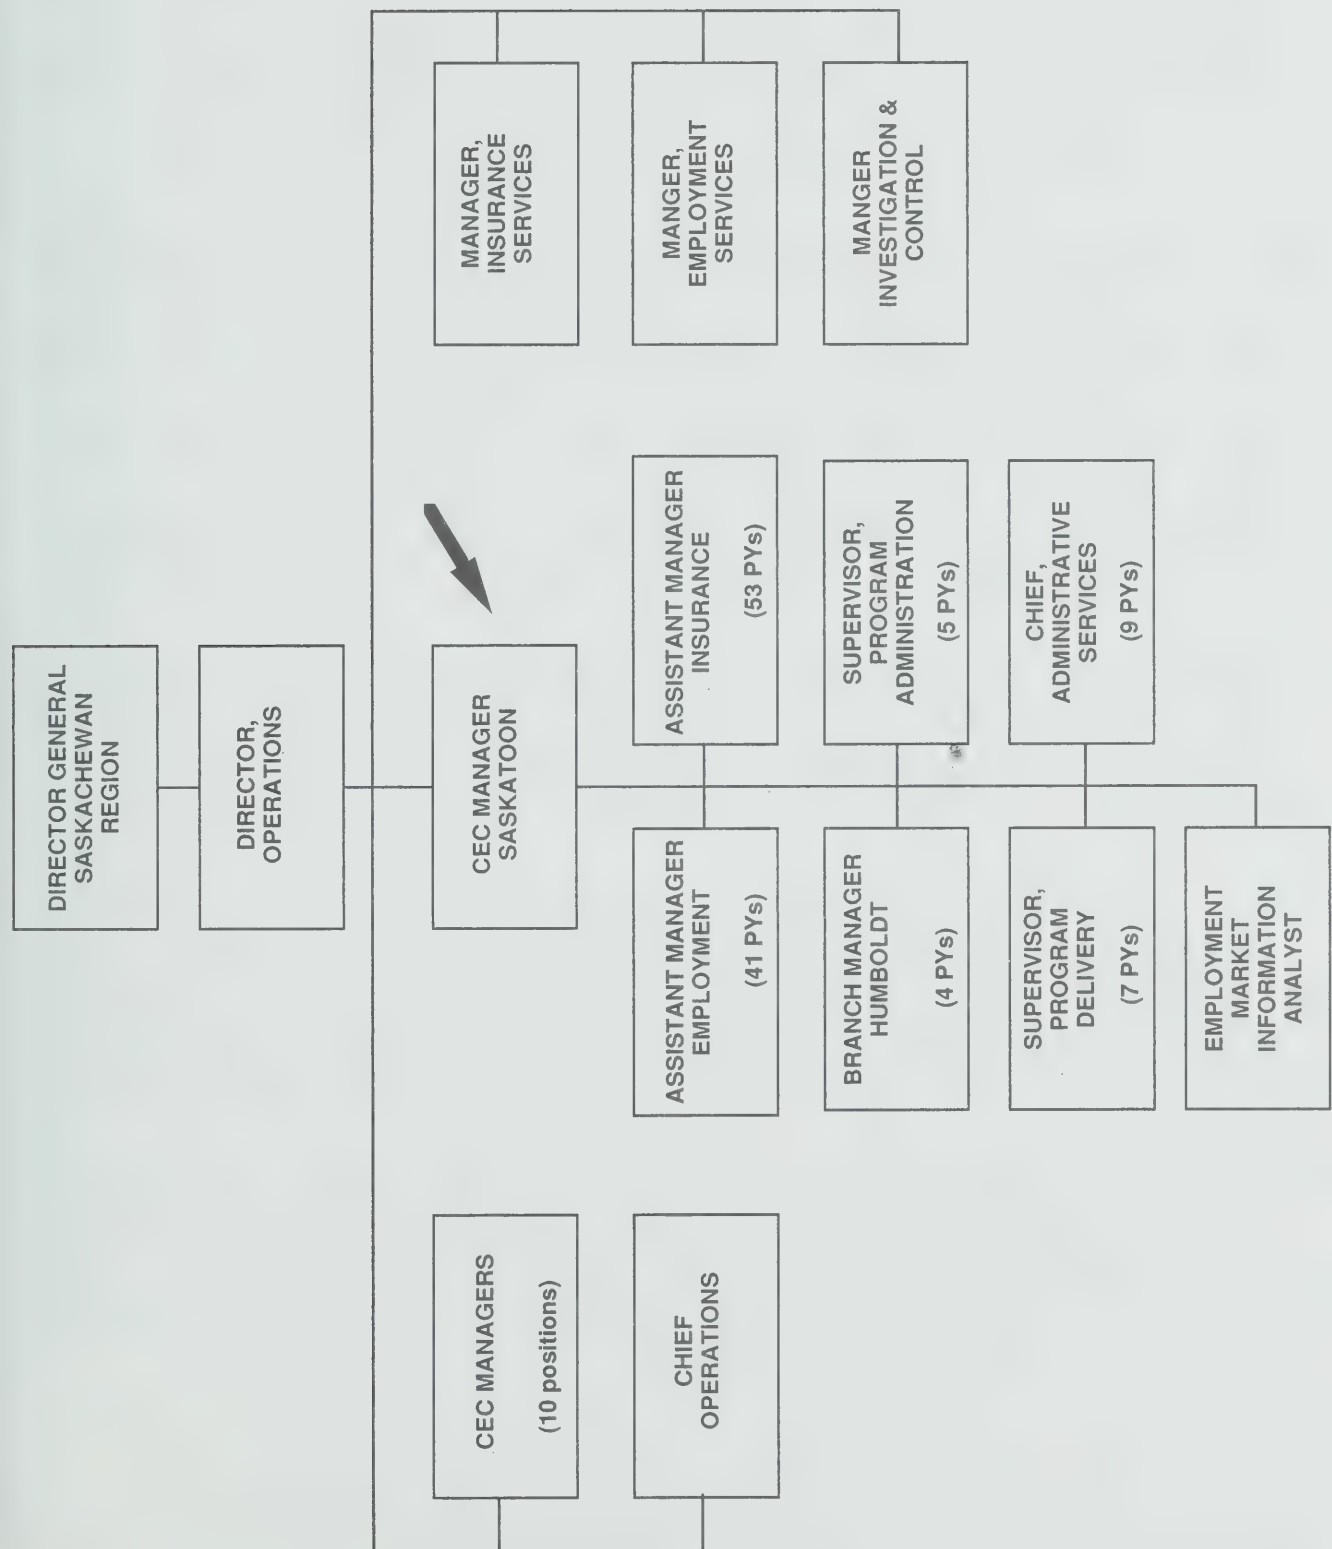 DIRECTOR GENERAL
SASKACHEWAN
REGION
DIRECTOR,
OPERATIONS
CEC MANAGERS
(10 positions)
CEC MANAGER
SASKATOON
MANAGER,
INSURANCE
SERVICES
CHIEF
OPERATIONS
ASSISTANT MANAGER
EMPLOYMENT
(41 PYs)
ASSISTANT MANAGER
INSURANCE
(53 PYs)
MANGER,
EMPLOYMENT
SERVICES
BRANCH MANAGER
HUMBOLDT
(4 PYs)
SUPERVISOR,
PROGRAM
ADMINISTRATION
(5 PYs)
MANGER
INVESTIGATION &
CONTROL
SUPERVISOR,
PROGRAM
DELIVERY
(7 PYs)
CHIEF,
ADMINISTRATIVE
SERVICES
(9 PYs)
EMPLOYMENT
MARKET
INFORMATION
ANALYST